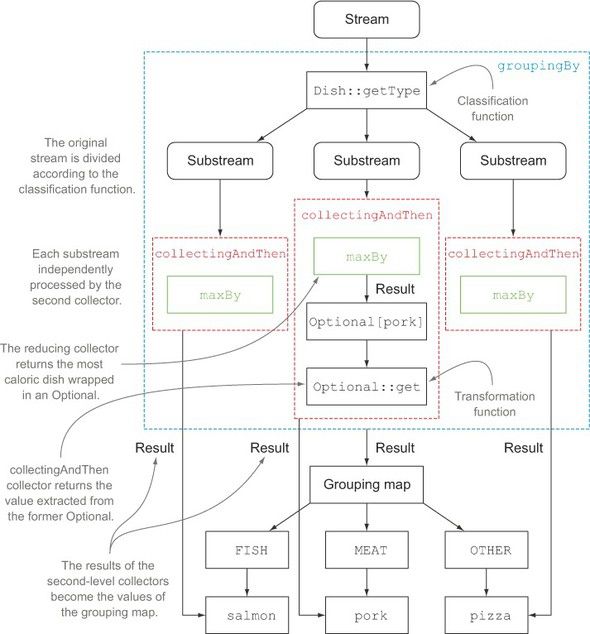 Stream
groupingBy
Dish::getType
Classification
function
The original
stream is divided
according to the
classification function.
Substream
Substream
Substream
collectingAndThen
collectingAndThen
collectingAndThen
Each substream
independently
processed by the
second collector.
maxBy
maxBy
maxBy
Result
Optional[pork]
The reducing collector
returns the most
caloric dish wrapped
in an Optional.
Optional::get
Transformation
function
Result
Result
Result
Result
collectingAndThen
collector returns the
value extracted from
the former Optional.
Grouping map
FISH
MEAT
OTHER
The results of the
second-level collectors
become the values of
the grouping map.
salmon
pork
pizza